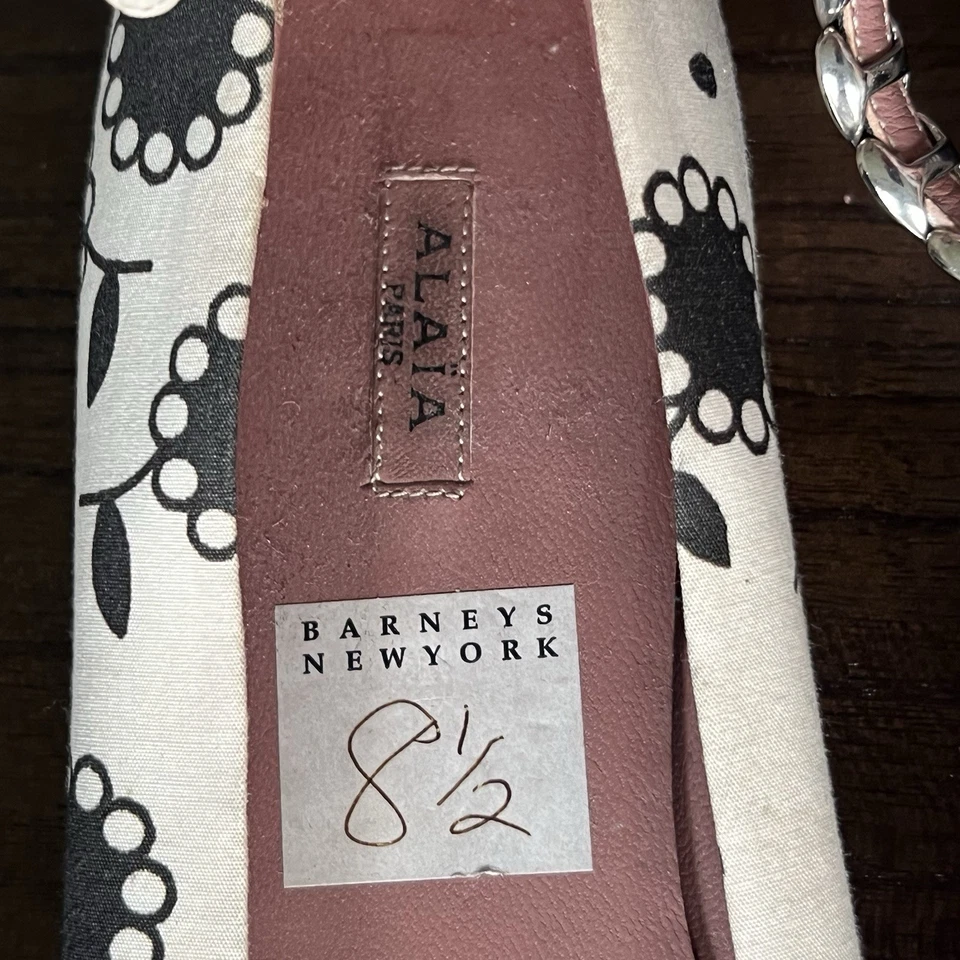 ALAÏA
PARIS
BARNEYS
NEWYORK
8 1/2